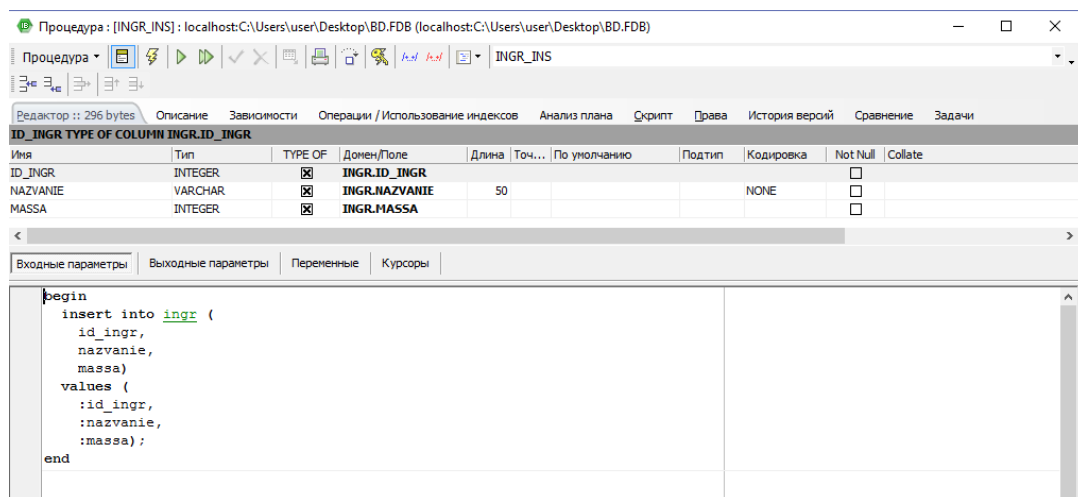 Процедура : [INGR_INS] : localhost:C:\Users\user\Desktop\BD.FDB (localhost:C:\Users\user\Desktop\BD.FDB)
Процедура INGR_INS
Редактор :: 296 bytes Описание Зависимости Операции / Использование индексов Анализ плана Скрипт Права История версий Сравнение Задачи
ID_INGR TYPE OF COLUMN INGR.ID_INGR
Имя Тип TYPE OF Домен/Поле Длина Точ... По умолчанию Подтип Кодировка Not Null Collate
ID_INGR INTEGER INGR.ID_INGR
NAZVANIE VARCHAR INGR.NAZVANIE 50 NONE
MASSA INTEGER INGR.MASSA
Входные параметры Выходные параметры Переменные Курсоры
begin
insert into ingr (
id_ingr,
nazvanie,
massa)
values (
:id_ingr,
:nazvanie,
:massa);
end